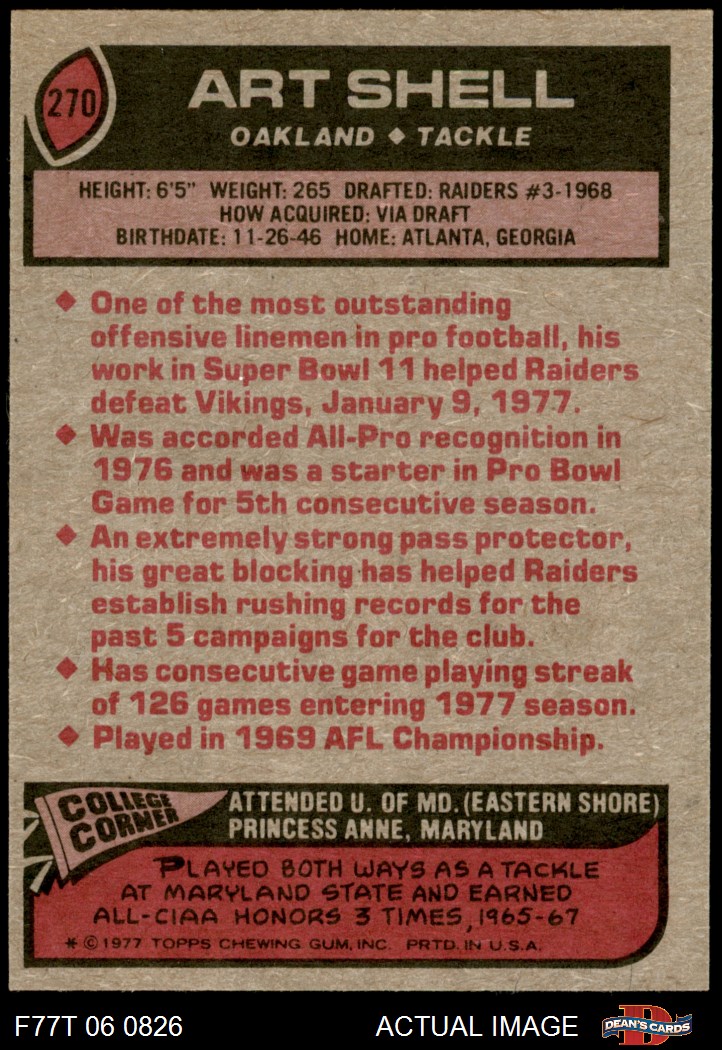 270
ART SHELL
OAKLAND ◆ TACKLE
HEIGHT: 6'5" WEIGHT: 265 DRAFTED: RAIDERS #3-1968
HOW ACQUIRED: VIA DRAFT
BIRTHDATE: 11-26-46 HOME: ATLANTA, GEORGIA
◆ One of the most outstanding
offensive linemen in pro football, his
work in Super Bowl 11 helped Raiders
defeat Vikings, January 9, 1977.
◆ Was accorded All-Pro recognition in
1976 and was a starter in Pro Bowl
Game for 5th consecutive season.
◆ An extremely strong pass protector,
his great blocking has helped Raiders
establish rushing records for the
past 5 campaigns for the club.
◆ Has consecutive game playing streak
of 126 games entering 1977 season.
◆ Played in 1969 AFL Championship.
COLLEGE
CORNER
ATTENDED U. OF MD. (EASTERN SHORE)
PRINCESS ANNE, MARYLAND
PLAYED BOTH WAYS AS A TACKLE
AT MARYLAND STATE AND EARNED
ALL-CIAA HONORS 3 TIMES, 1965-67
* © 1977 TOPPS CHEWING GUM, INC. PRTD. IN U.S.A.
F77T 06 0826
ACTUAL IMAGE
D
DEAN'S CARDS